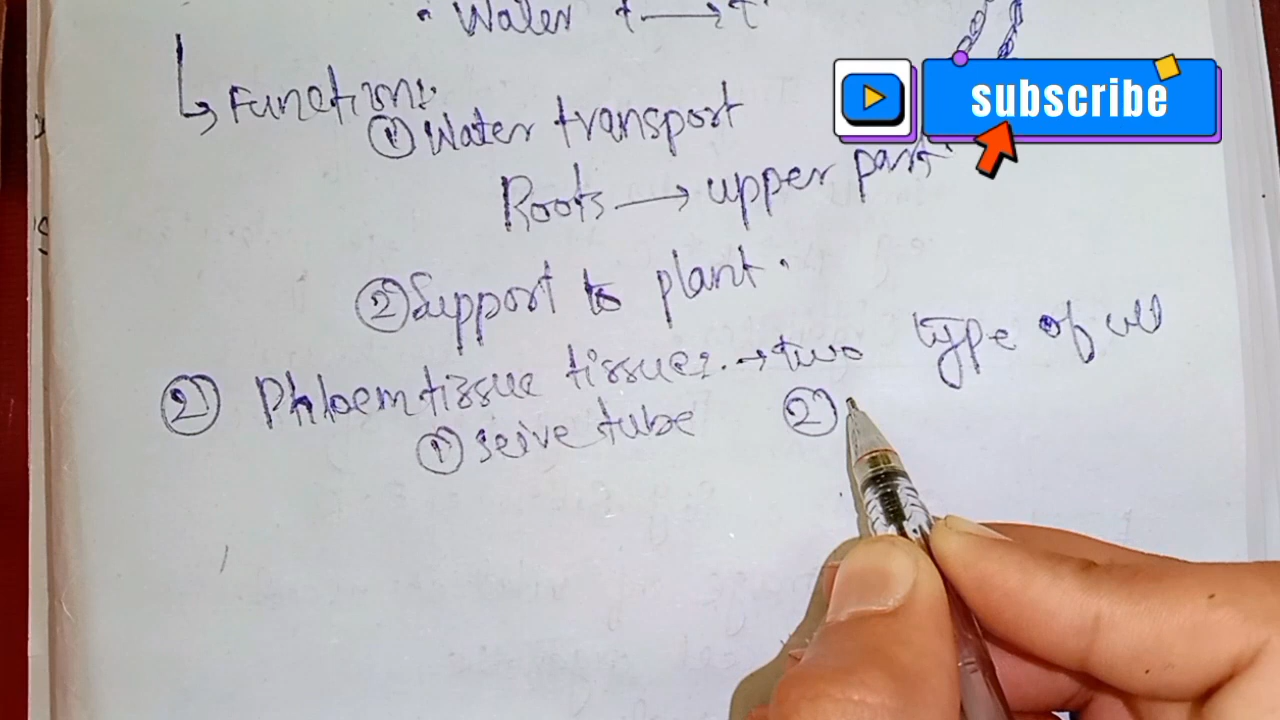 • Water t → t
Functions
① Water transport
subscribe
Roots → upper part.
② Support to plant.
② Phloem tissue tissues. → two type of cell
① seive tube ②